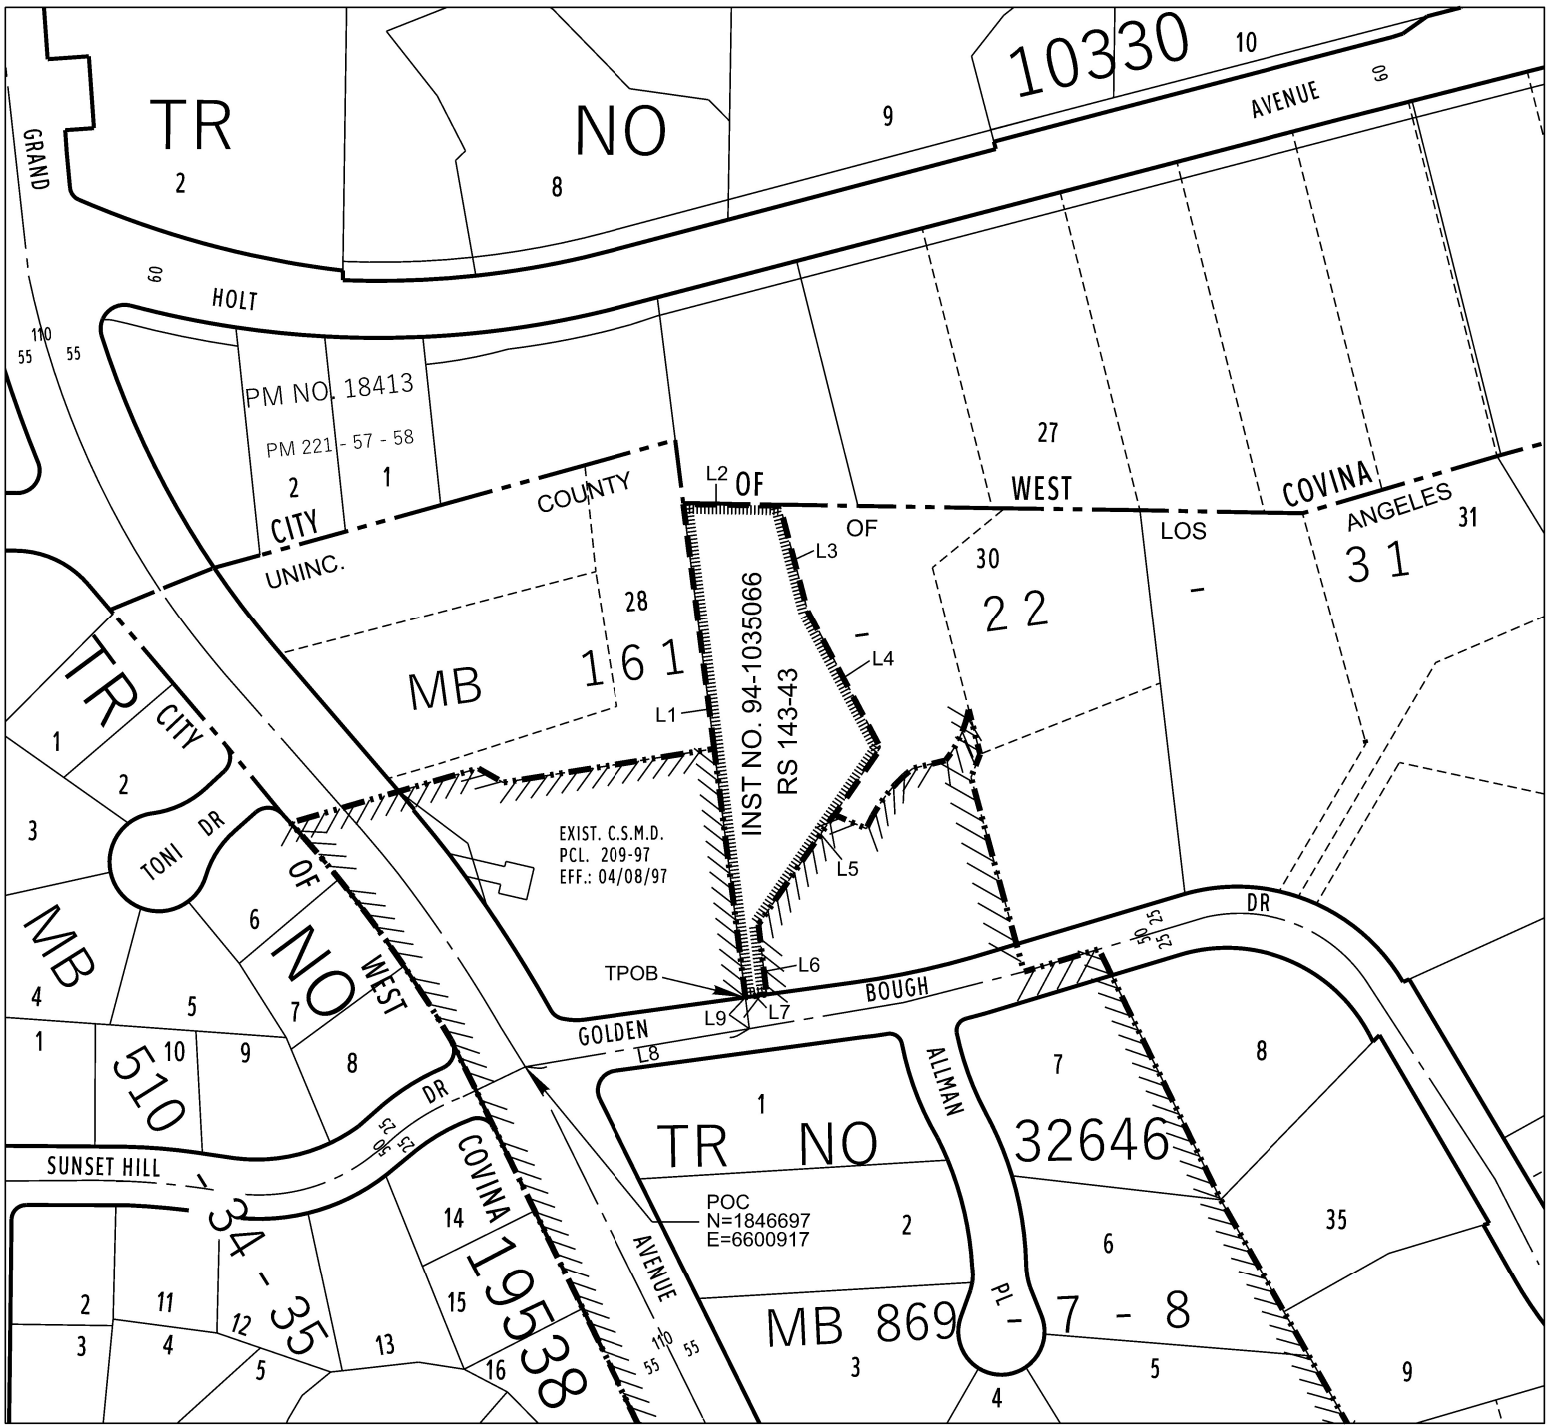 10330
10
TR
NO
9
AVENUE
60
GRAND
2
8
60
HOLT
110
55
55
PM NO. 18413
PM 221 - 57 - 58
2
1
27
L2
OF
WEST
COVINA
CITY
COUNTY
OF
LOS
ANGELES
31
UNINC.
L3
30
31
28
22
-
INST NO. 94-1035066
RS 143-43
-
L4
MB
161
L1
TR
CITY
1
2
3
TONI
DR
OF
EXIST. C.S.M.D.
PCL. 209-97
EFF.: 04/08/97
L5
MB
6
NO
WEST
TPOB
L6
DR
25
50
25
4
5
7
BOUGH
L7
L9
GOLDEN
L8
1
10
9
8
510
DR
ALLMAN
7
8
25
50
25
1
TR NO
32646
SUNSET HILL
COVINA
- 34 - 35
14
POC
N=1846697
E=6600917
2
35
AVENUE
6
19538
2
11
12
15
PL
MB 869 - 7 - 8
3
4
5
13
16
110
55
55
3
4
5
9